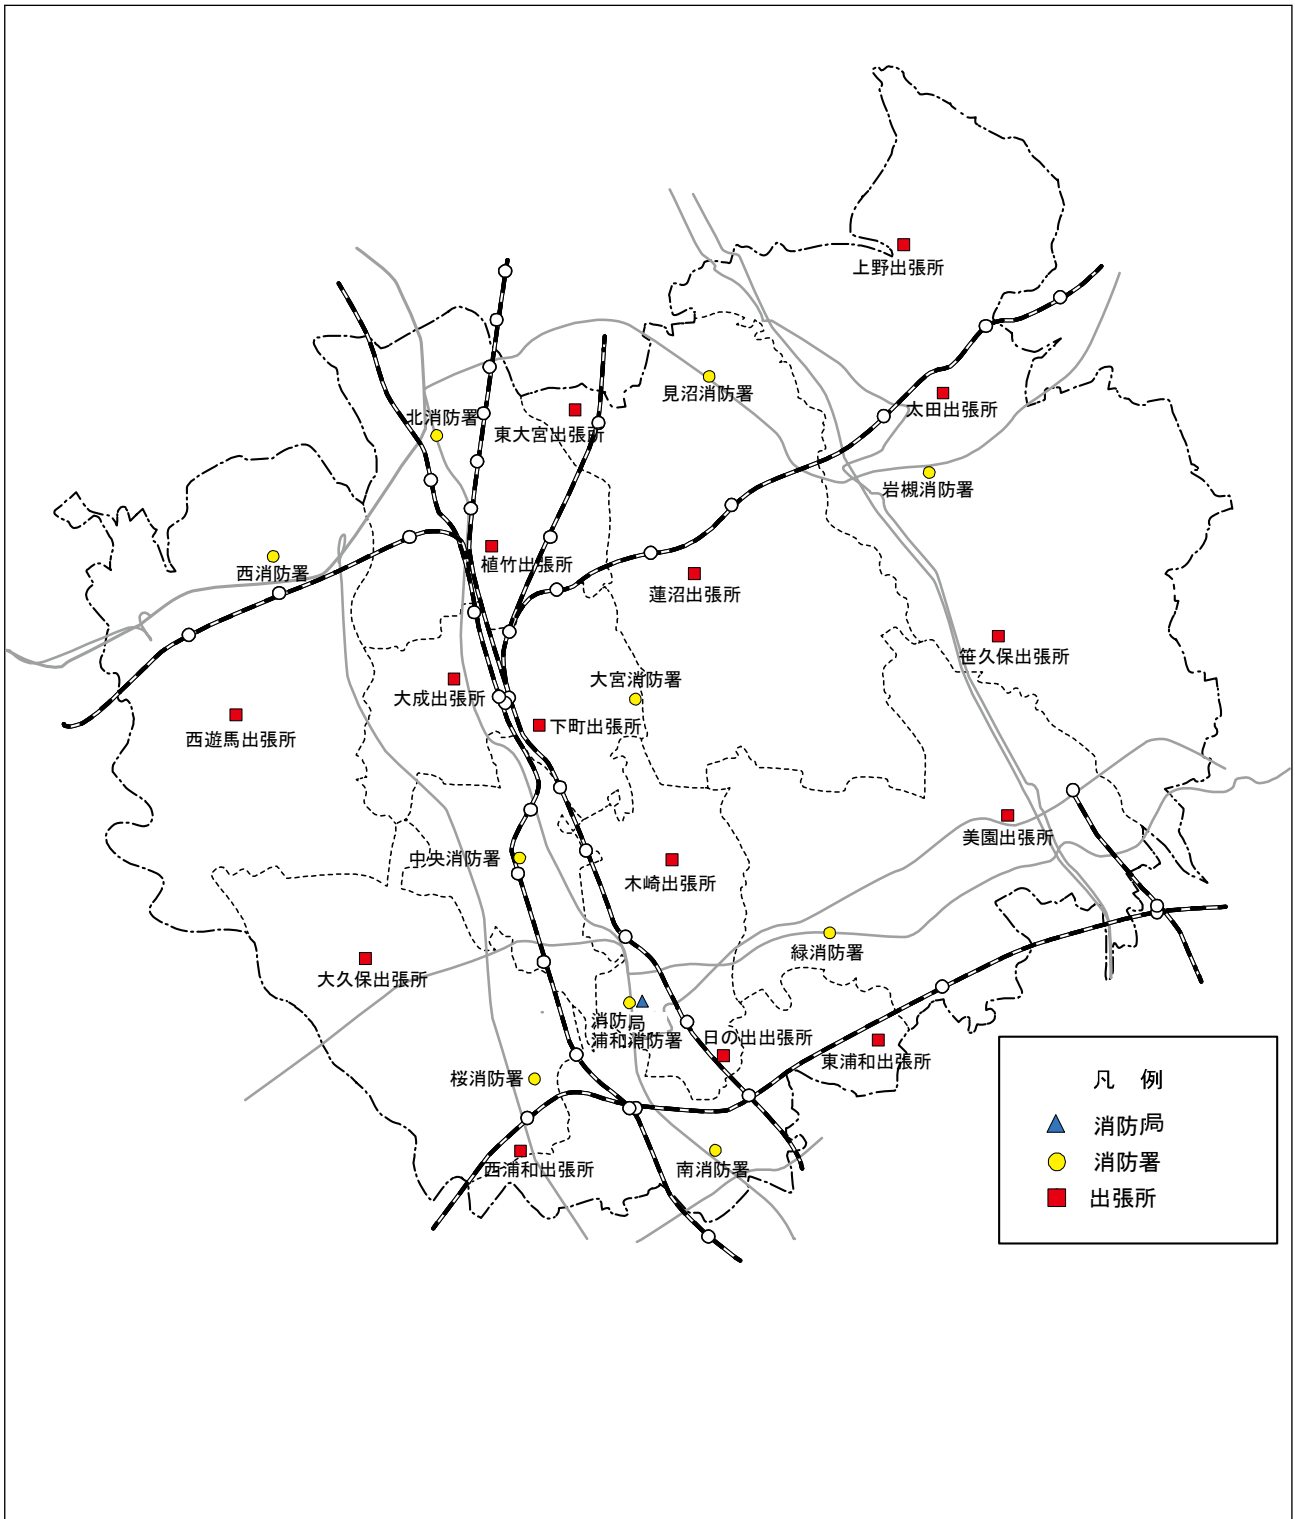 上野出張所
見沼消防署
太田出張所
北消防署
東大宮出張所
岩槻消防署
植竹出張所
西消防署
蓮沼出張所
笹久保出張所
大宮消防署
大成出張所
下町出張所
西遊馬出張所
美園出張所
中央消防署
木崎出張所
緑消防署
大久保出張所
消防局
浦和消防署
日の出出張所
東浦和出張所
桜消防署
西浦和出張所
南消防署
凡 例
消防局
消防署
出張所